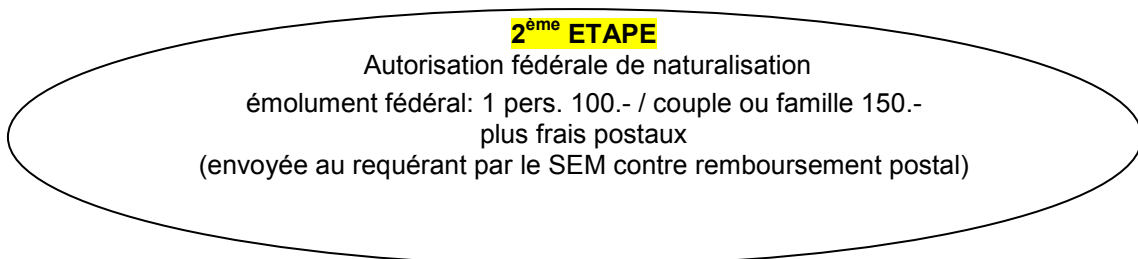 2ème ETAPE
Autorisation fédérale de naturalisation
émolument fédéral: 1 pers. 100.- / couple ou famille 150.-
plus frais postaux
(envoyée au requérant par le SEM contre remboursement postal)